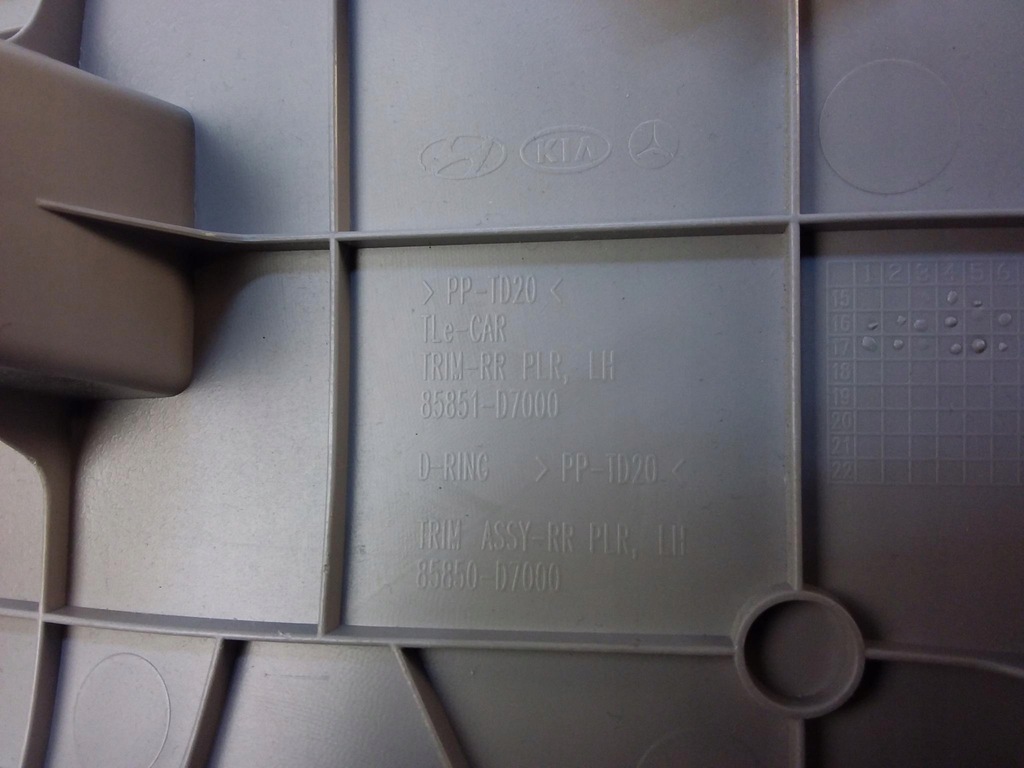 KIA
> PP-TD20 <
TLe-CAR
TRIM-RR PLR, LH
85851-D7000
D-RING > PP-TD20 <
TRIM ASSY-RR PLR, LH
85850-D7000
1 2 3 4 5 6
15
16
17
18
19
20
21
22